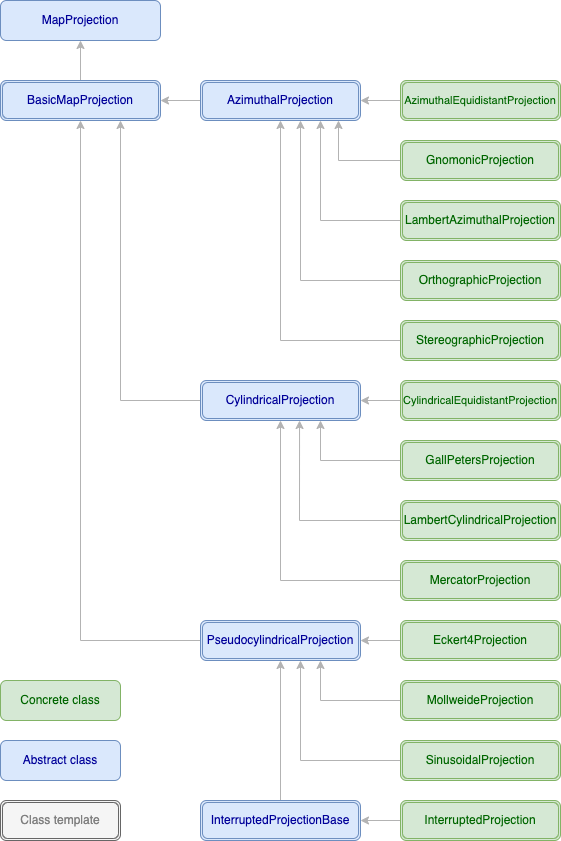 MapProjection
BasicMapProjection
AzimuthalProjection
AzimuthalEquidistantProjection
GnomonicProjection
LambertAzimuthalProjection
OrthographicProjection
StereographicProjection
CylindricalProjection
CylindricalEquidistantProjection
GallPetersProjection
LambertCylindricalProjection
MercatorProjection
PseudocylindricalProjection
Eckert4Projection
Concrete class
MollweideProjection
Abstract class
SinusoidalProjection
Class template
InterruptedProjectionBase
InterruptedProjection